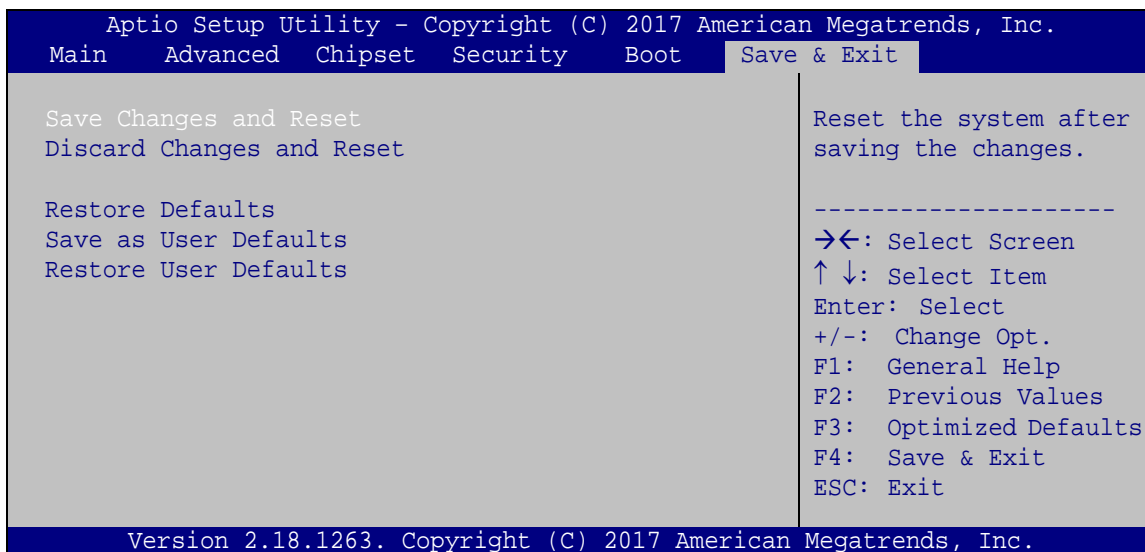 Aptio Setup Utility – Copyright (C) 2017 American Megatrends, Inc.
Main Advanced Chipset Security Boot Save & Exit
Save Changes and Reset
Discard Changes and Reset
Restore Defaults
Save as User Defaults
Restore User Defaults
Reset the system after
saving the changes.
---------------------
→←: Select Screen
↑ ↓: Select Item
Enter: Select
+/-: Change Opt.
F1: General Help
F2: Previous Values
F3: Optimized Defaults
F4: Save & Exit
ESC: Exit
Version 2.18.1263. Copyright (C) 2017 American Megatrends, Inc.